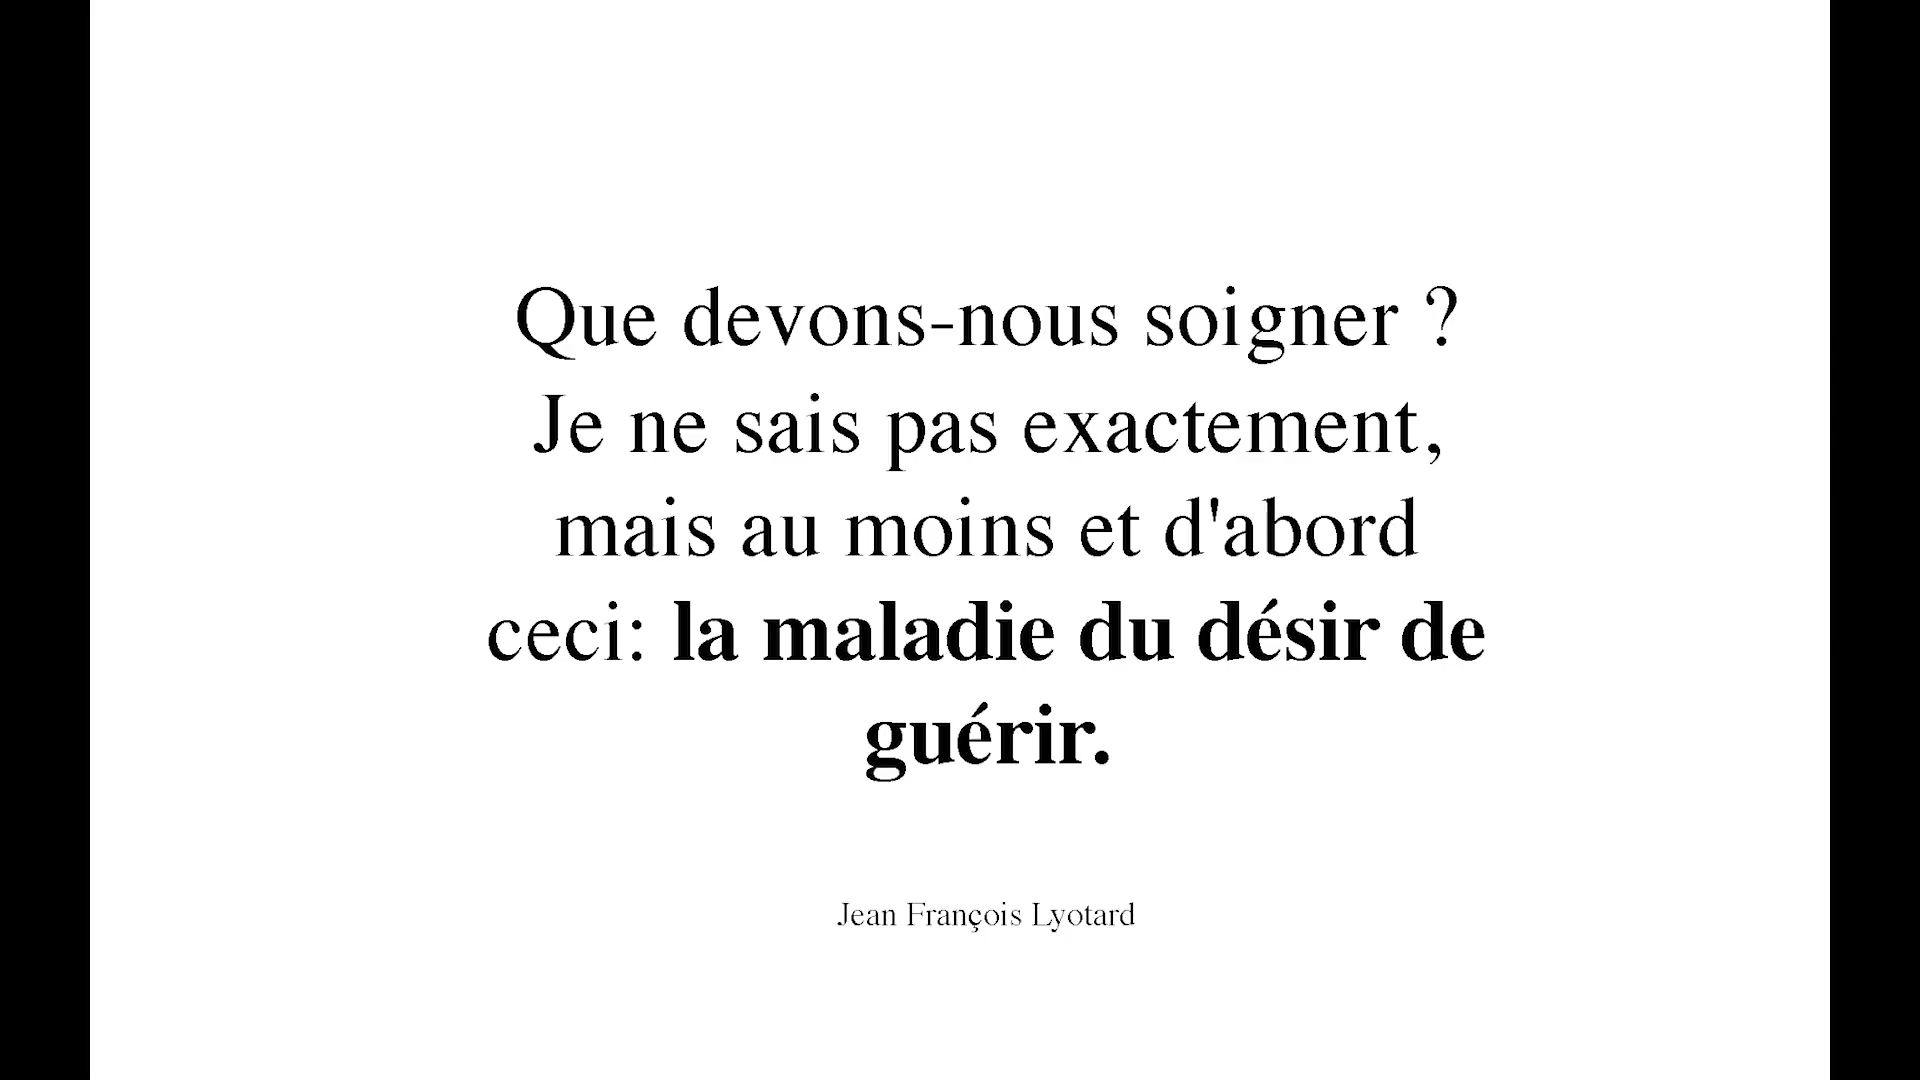 Que devons-nous soigner ?
Je ne sais pas exactement,
mais au moins et d'abord
ceci: la maladie du désir de
guérir.
Jean François Lyotard